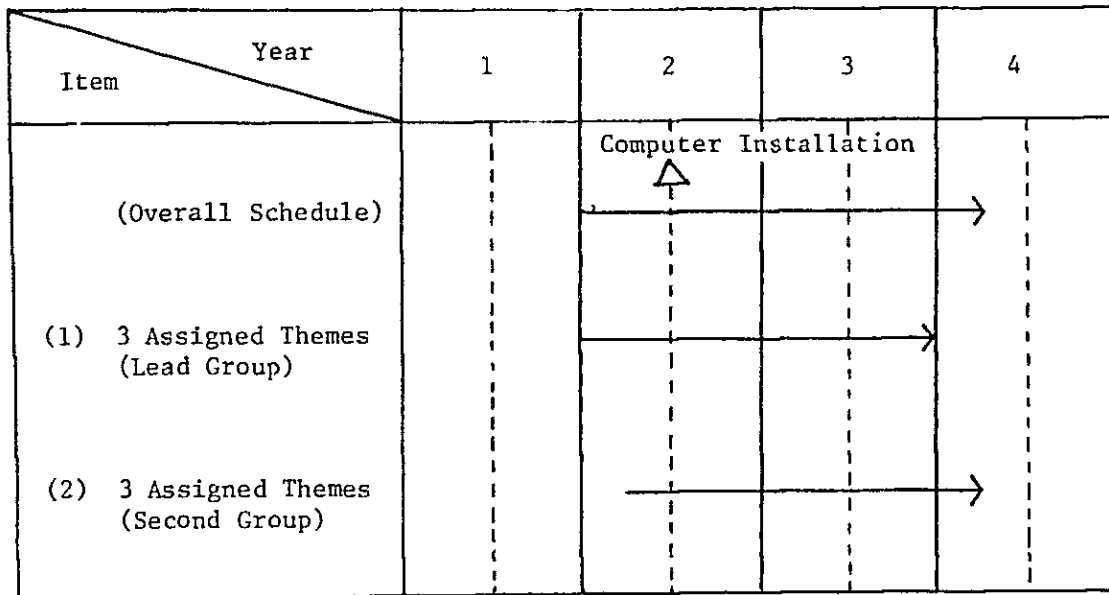 Year
Item
1
2
3
4
Computer Installation
(Overall Schedule)
(1) 3 Assigned Themes
(Lead Group)
(2) 3 Assigned Themes
(Second Group)